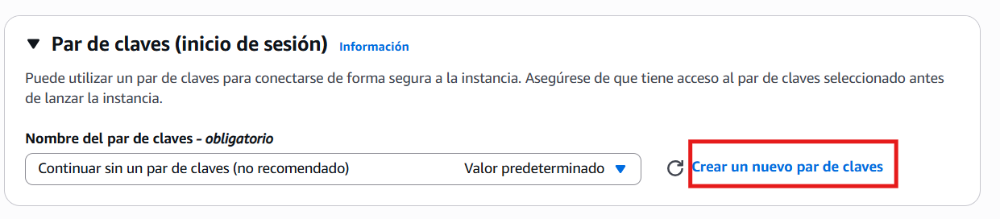 Par de claves (inicio de sesión) Información
Puede utilizar un par de claves para conectarse de forma segura a la instancia. Asegúrese de que tiene acceso al par de claves seleccionado antes
de lanzar la instancia.
Nombre del par de claves - obligatorio
Continuar sin un par de claves (no recomendado) Valor predeterminado Crear un nuevo par de claves